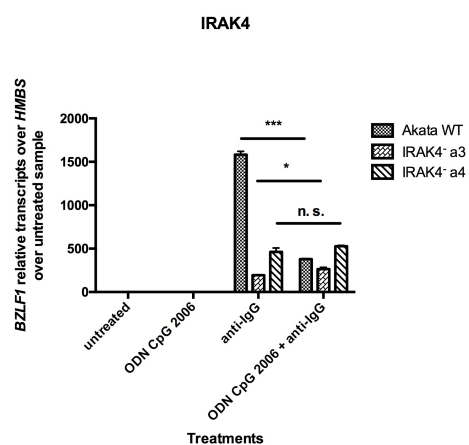 IRAK4
BZLF1 relative transcripts over HMBS
over untreated sample
2000
1500
1000
500
0
***
*
n. s.
Akata WT
IRAK4- a3
IRAK4- a4
untreated
ODN CpG 2006
anti-IgG
ODN CpG 2006 + anti-IgG
Treatments